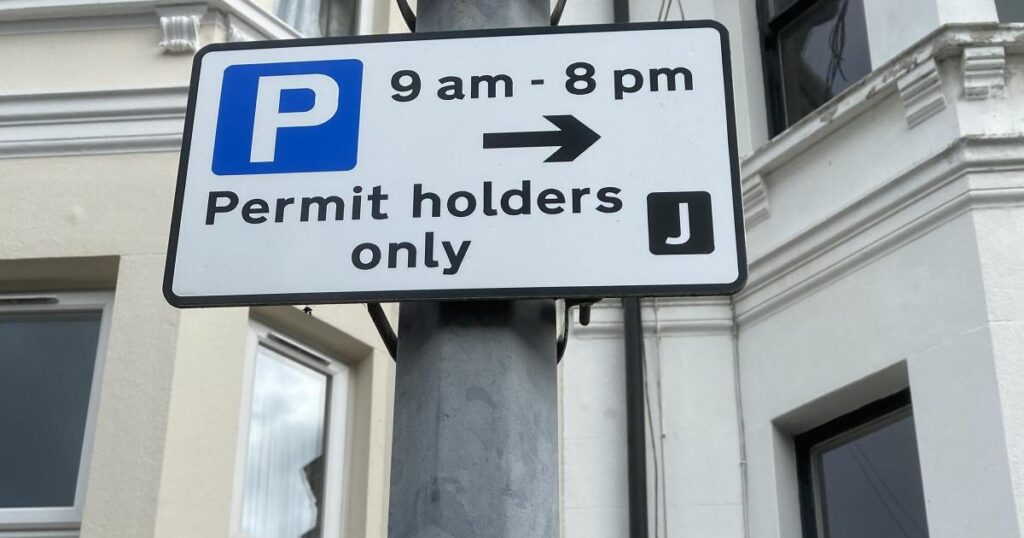 P
9 am - 8 pm
Permit holders
only
J